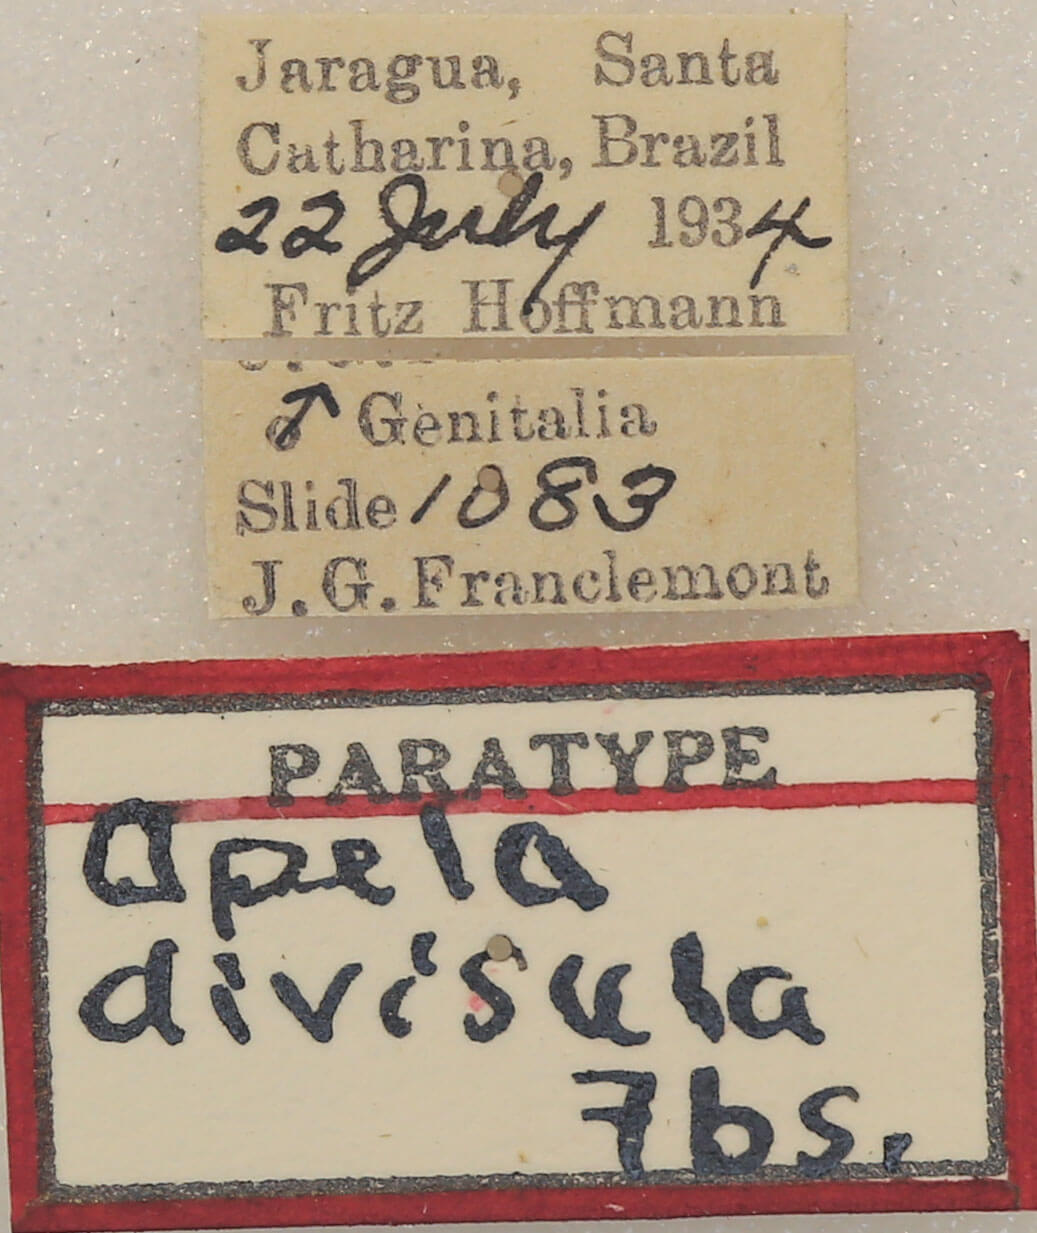 Jaragua, Santa
Catharina, Brazil
22 July 1934
Fritz Hoffmann
♂ Genitalia
Slide 1083
J. G. Franclemont
PARATYPE
Apela
divisula
Fbs.